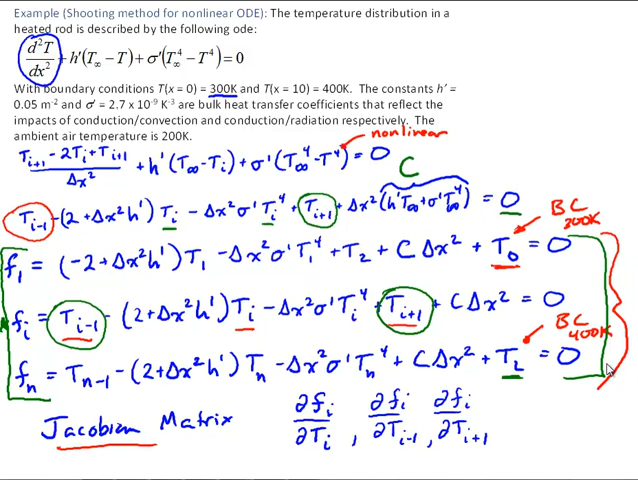 Example (Shooting method for nonlinear ODE): The temperature distribution in a
heated rod is described by the following ode:
d²T/dx² + h′(T∞ − T) + σ′(T∞⁴ − T⁴) = 0
With boundary conditions T(x = 0) = 300K and T(x = 10) = 400K. The constants h′ =
0.05 m⁻² and σ′ = 2.7 x 10⁻⁹ K⁻³ are bulk heat transfer coefficients that reflect the
impacts of conduction/convection and conduction/radiation respectively. The
ambient air temperature is 200K.
nonlinear
(Ti+1 − 2Ti + Ti+1)/Δx² + h'(T∞ − Ti) + σ'(T∞⁴ − T⁴) = 0
C
Ti−1 − (2 + Δx²h')Ti − Δx²σ'Ti⁴ + Ti+1 + Δx²(h'T∞ + σ'T∞⁴) = 0
BC
300K
f1 = (−2 + Δx²h')T1 − Δx²σ'T1⁴ + T2 + CΔx² + T0 = 0
fi = Ti−1 − (2 + Δx²h')Ti − Δx²σ'Ti⁴ + Ti+1 + CΔx² = 0
BC
400K
fn = Tn−1 − (2 + Δx²h')Tn − Δx²σ'Tn⁴ + CΔx² + T2 = 0
Jacobian Matrix ∂fi/∂Ti , ∂fi/∂Ti−1 , ∂fi/∂Ti+1